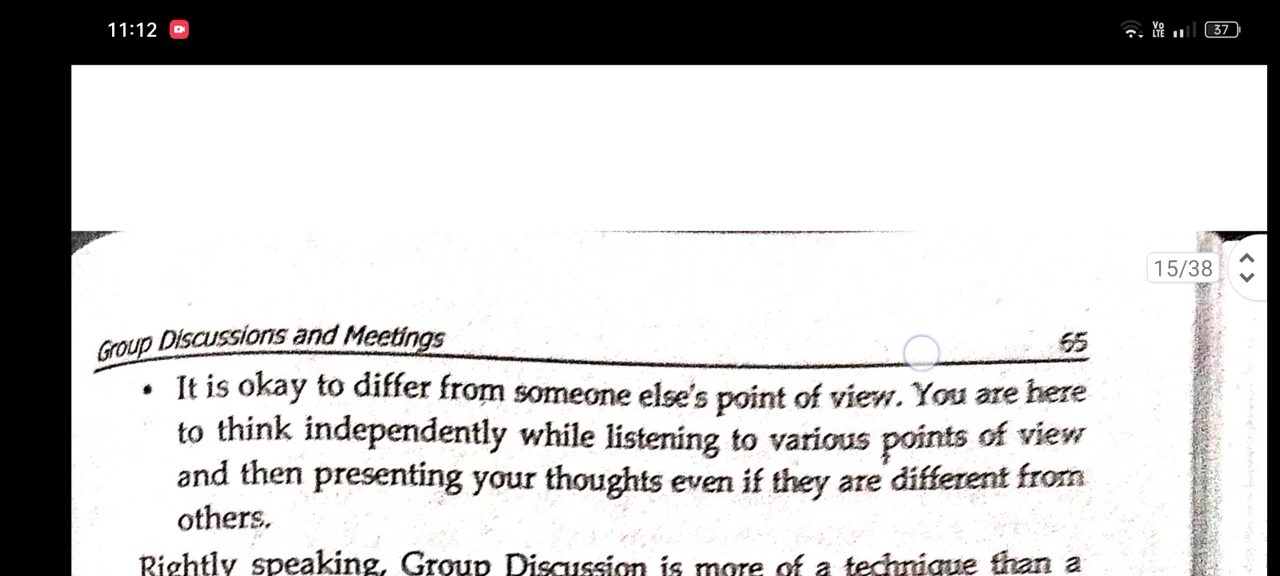 11:12
Vo
LTE
37
15/38
Group Discussions and Meetings 65
• It is okay to differ from someone else's point of view. You are here
to think independently while listening to various points of view
and then presenting your thoughts even if they are different from
others.
Rightly speaking, Group Discussion is more of a technique than a